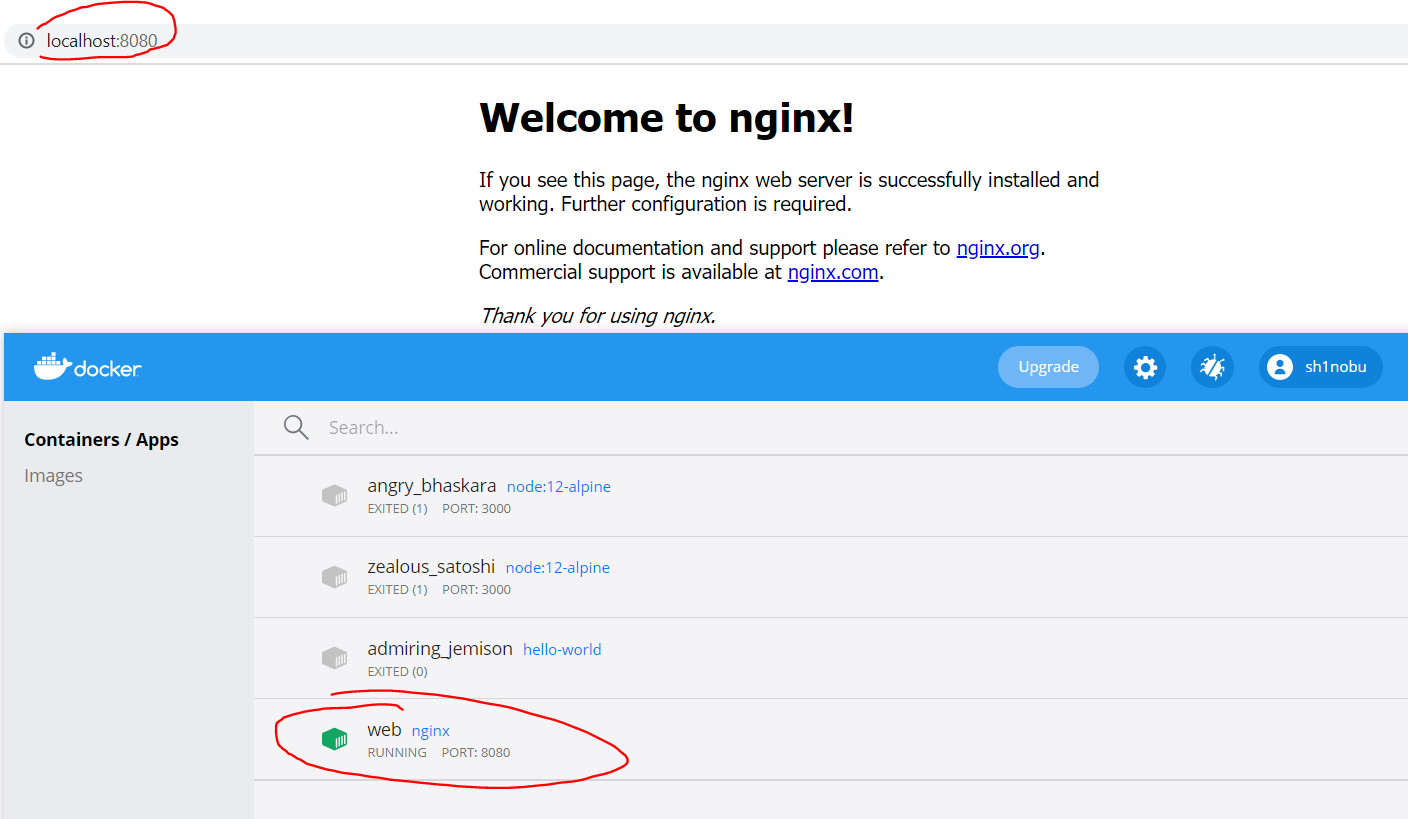 localhost:8080
Welcome to nginx!
If you see this page, the nginx web server is successfully installed and
working. Further configuration is required.
For online documentation and support please refer to nginx.org.
Commercial support is available at nginx.com.
Thank you for using nginx.
docker
Upgrade
sh1nobu
Containers / Apps
Images
Search...
angry_bhaskara node:12-alpine
EXITED (1) PORT: 3000
zealous_satoshi node:12-alpine
EXITED (1) PORT: 3000
admiring_jemison hello-world
EXITED (0)
web nginx
RUNNING PORT: 8080